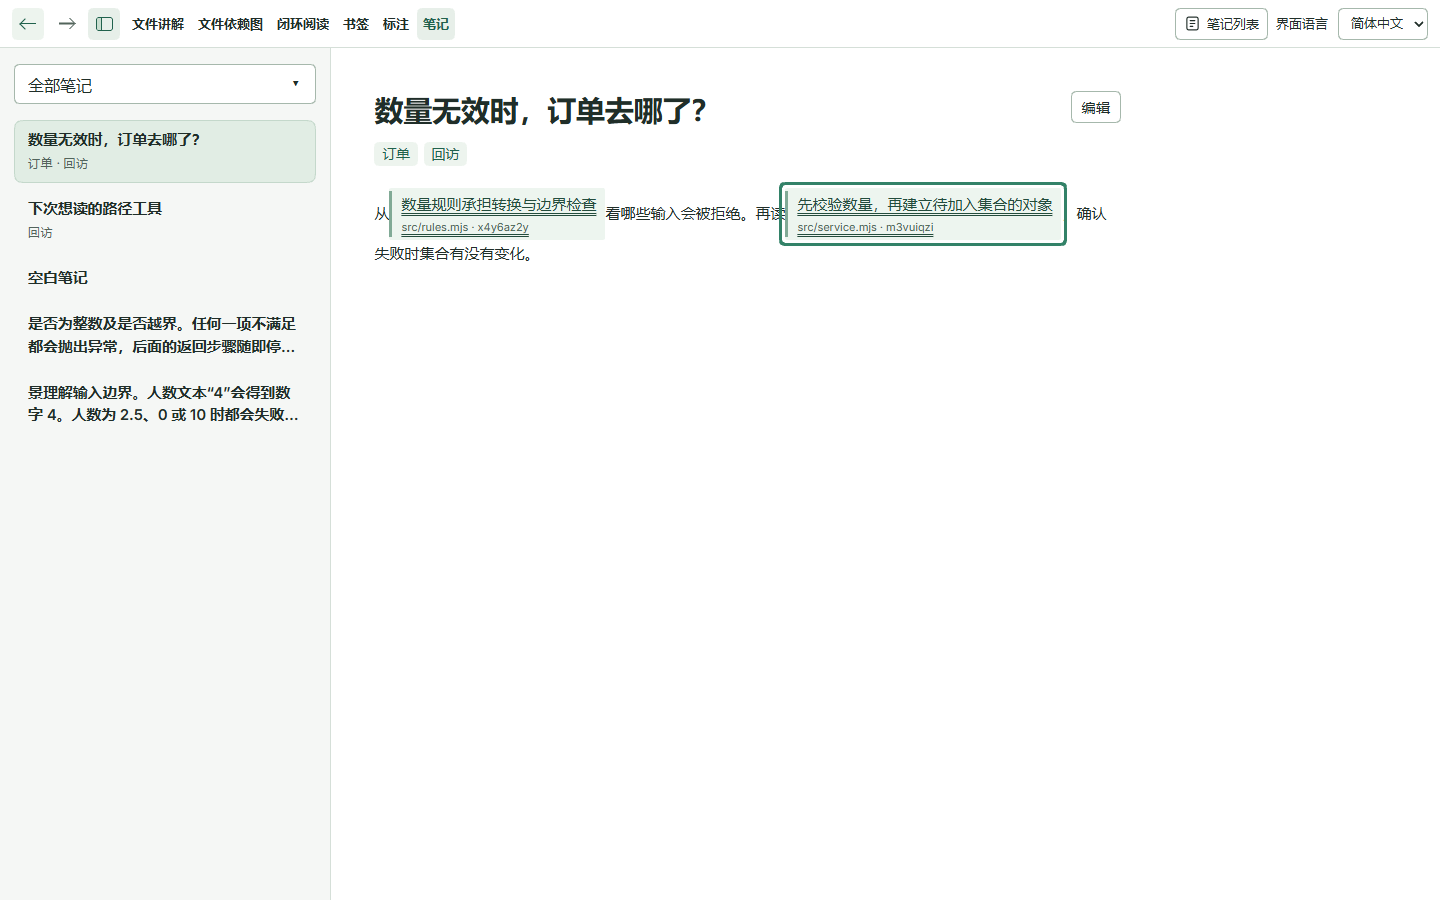 文件讲解 文件依赖图 闭环阅读 书签 标注 笔记 笔记列表 界面语言 简体中文
全部笔记
数量无效时，订单去哪了？
订单 · 回访
下次想读的路径工具
回访
空白笔记
是否为整数及是否越界。任何一项不满足
都会抛出异常，后面的返回步骤随即停...
景理解输入边界。人数文本“4”会得到数
字 4。人数为 2.5、0 或 10 时都会失败...
数量无效时，订单去哪了？
编辑
订单 回访
从 数量规则承担转换与边界检查 看哪些输入会被拒绝。再读 先校验数量，再建立待加入集合的对象 确认
src/rules.mjs · x4y6az2y src/service.mjs · m3vuiqzi
失败时集合有没有变化。